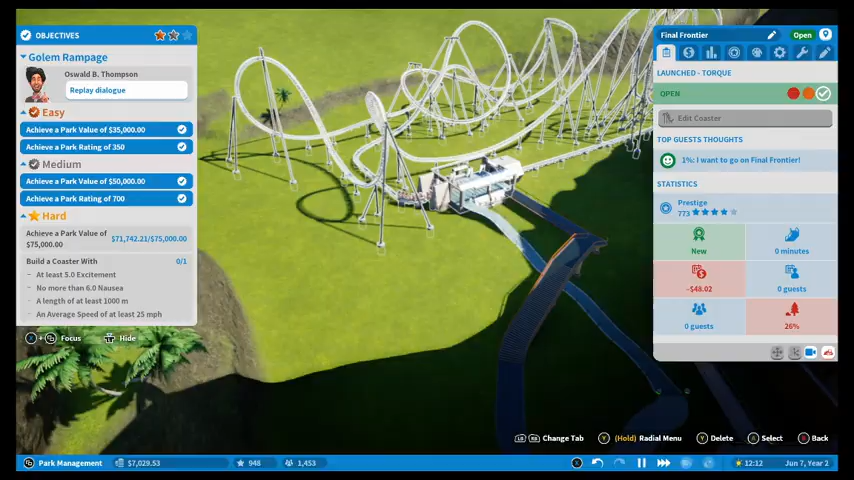 OBJECTIVES
Golem Rampage
Oswald B. Thompson
Replay dialogue
Easy
Achieve a Park Value of $35,000.00
Achieve a Park Rating of 350
Medium
Achieve a Park Value of $50,000.00
Achieve a Park Rating of 700
Hard
Achieve a Park Value of $75,000.00
$71,742.21/$75,000.00
Build a Coaster With 0/1
- At least 5.0 Excitement
- No more than 6.0 Nausea
- A length of at least 1000 m
- An Average Speed of at least 25 mph
X + Focus Hide
Final Frontier Open
LAUNCHED - TORQUE
OPEN
Edit Coaster
TOP GUESTS THOUGHTS
1%: I want to go on Final Frontier!
STATISTICS
Prestige
773
New 0 minutes
-$48.02 0 guests
0 guests 26%
LB RB Change Tab Y (Hold) Radial Menu Y Delete A Select B Back
Park Management $7,029.53 948 1,453 X 12:12 Jun 7, Year 2